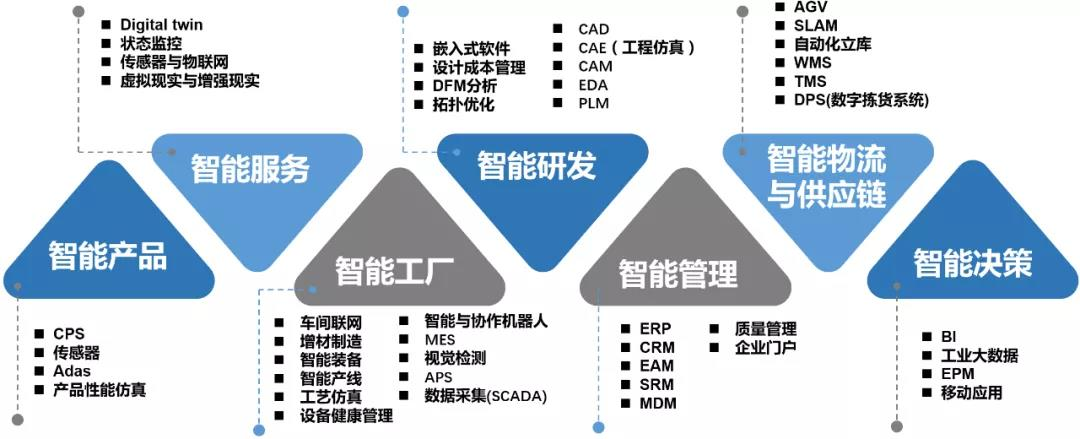 Digital twin
状态监控
传感器与物联网
虚拟现实与增强现实
嵌入式软件
设计成本管理
DFM分析
拓扑优化
CAD
CAE（工程仿真）
CAM
EDA
PLM
AGV
SLAM
自动化立库
WMS
TMS
DPS(数字拣货系统)
智能产品
智能服务
智能工厂
智能研发
智能管理
智能物流
与供应链
智能决策
CPS
传感器
Adas
产品性能仿真
车间联网
增材制造
智能装备
智能产线
工艺仿真
设备健康管理
智能与协作机器人
MES
视觉检测
APS
数据采集(SCADA)
ERP
CRM
EAM
SRM
MDM
质量管理
企业门户
BI
工业大数据
EPM
移动应用